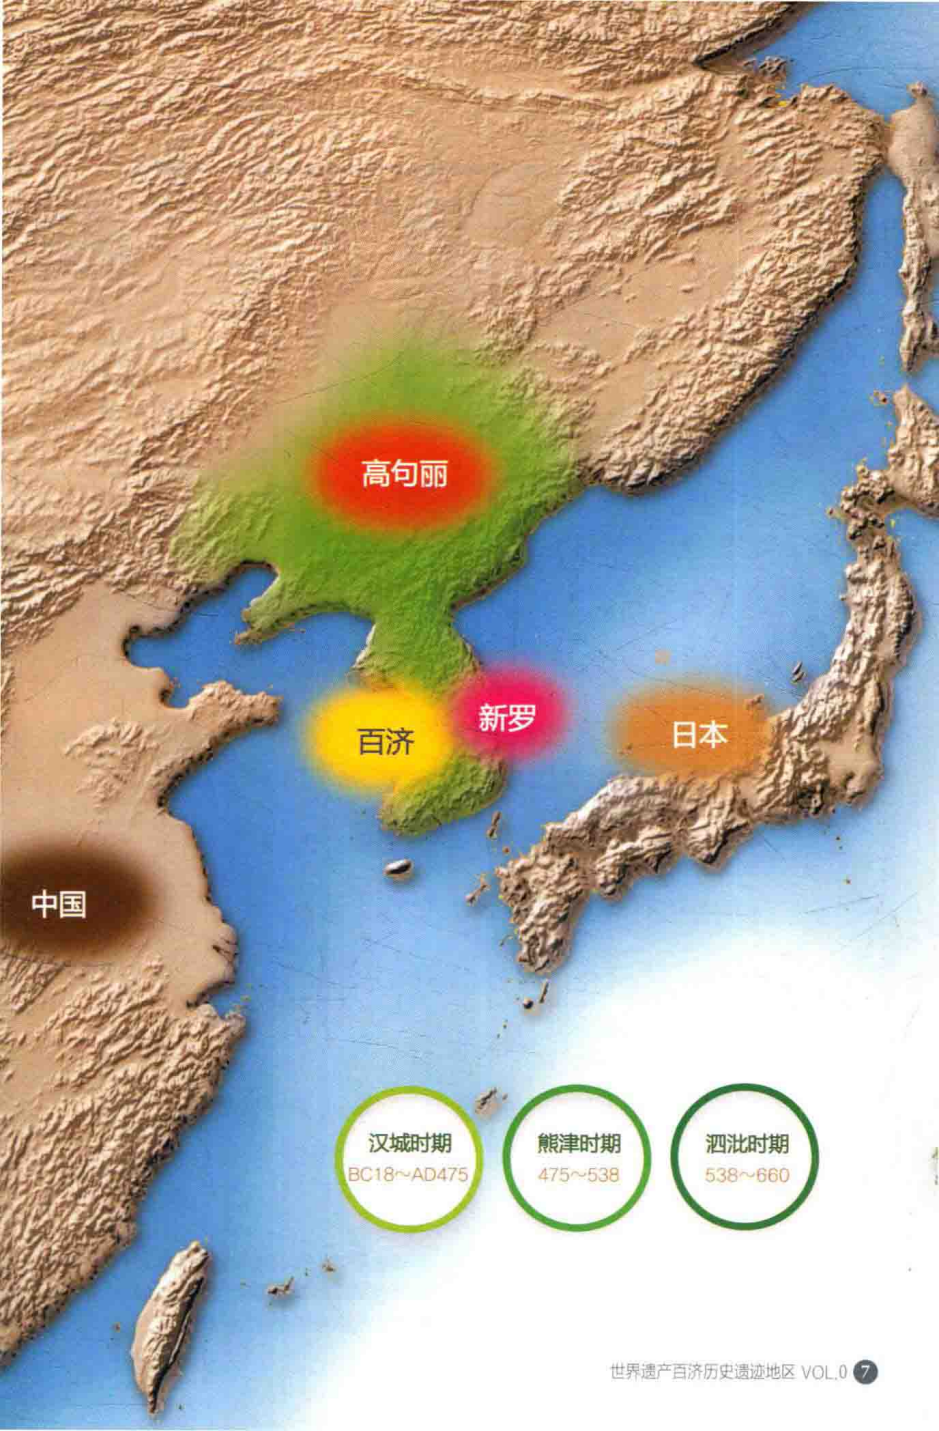 高句丽
新罗
百济
日本
中国
汉城时期
BC18～AD475
熊津时期
475～538
泗沘时期
538～660
世界遗产百济历史遗迹地区 VOL.0 7